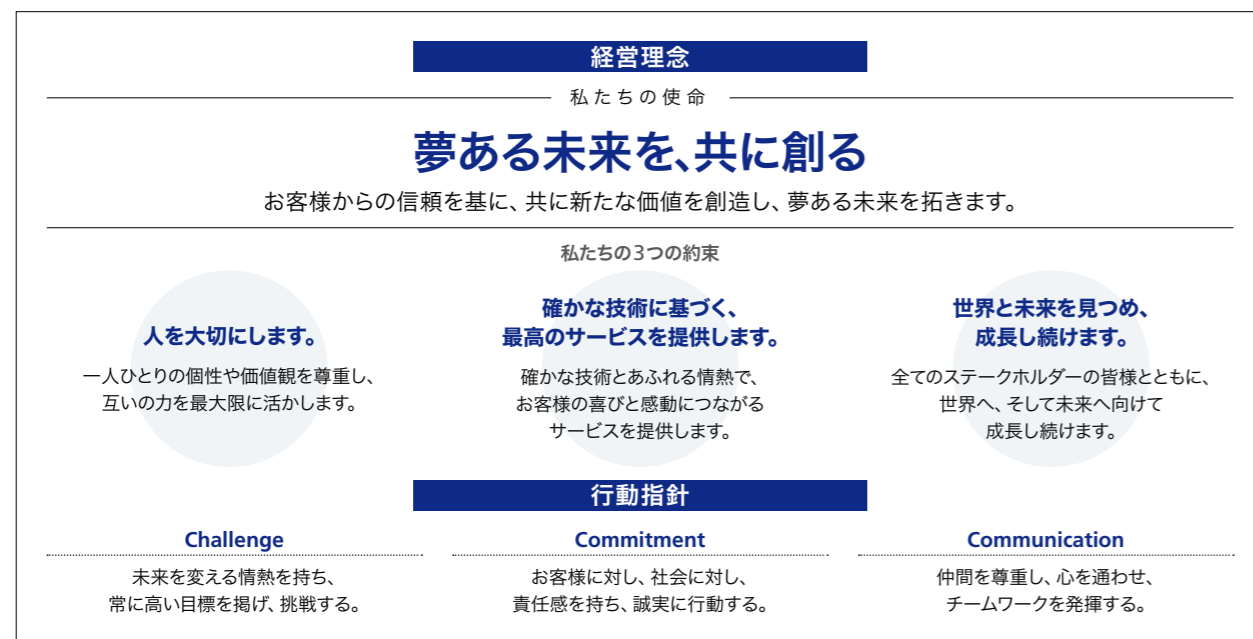 経営理念
私たちの使命
夢ある未来を、共に創る
お客様からの信頼を基に、共に新たな価値を創造し、夢ある未来を拓きます。
私たちの3つの約束
人を大切にします。
一人ひとりの個性や価値観を尊重し、
互いの力を最大限に活かします。
確かな技術に基づく、
最高のサービスを提供します。
確かな技術とあふれる情熱で、
お客様の喜びと感動につながる
サービスを提供します。
世界と未来を見つめ、
成長し続けます。
全てのステークホルダーの皆様とともに、
世界へ、そして未来へ向けて
成長し続けます。
行動指針
Challenge
未来を変える情熱を持ち、
常に高い目標を掲げ、挑戦する。
Commitment
お客様に対し、社会に対し、
責任感を持ち、誠実に行動する。
Communication
仲間を尊重し、心を通わせ、
チームワークを発揮する。